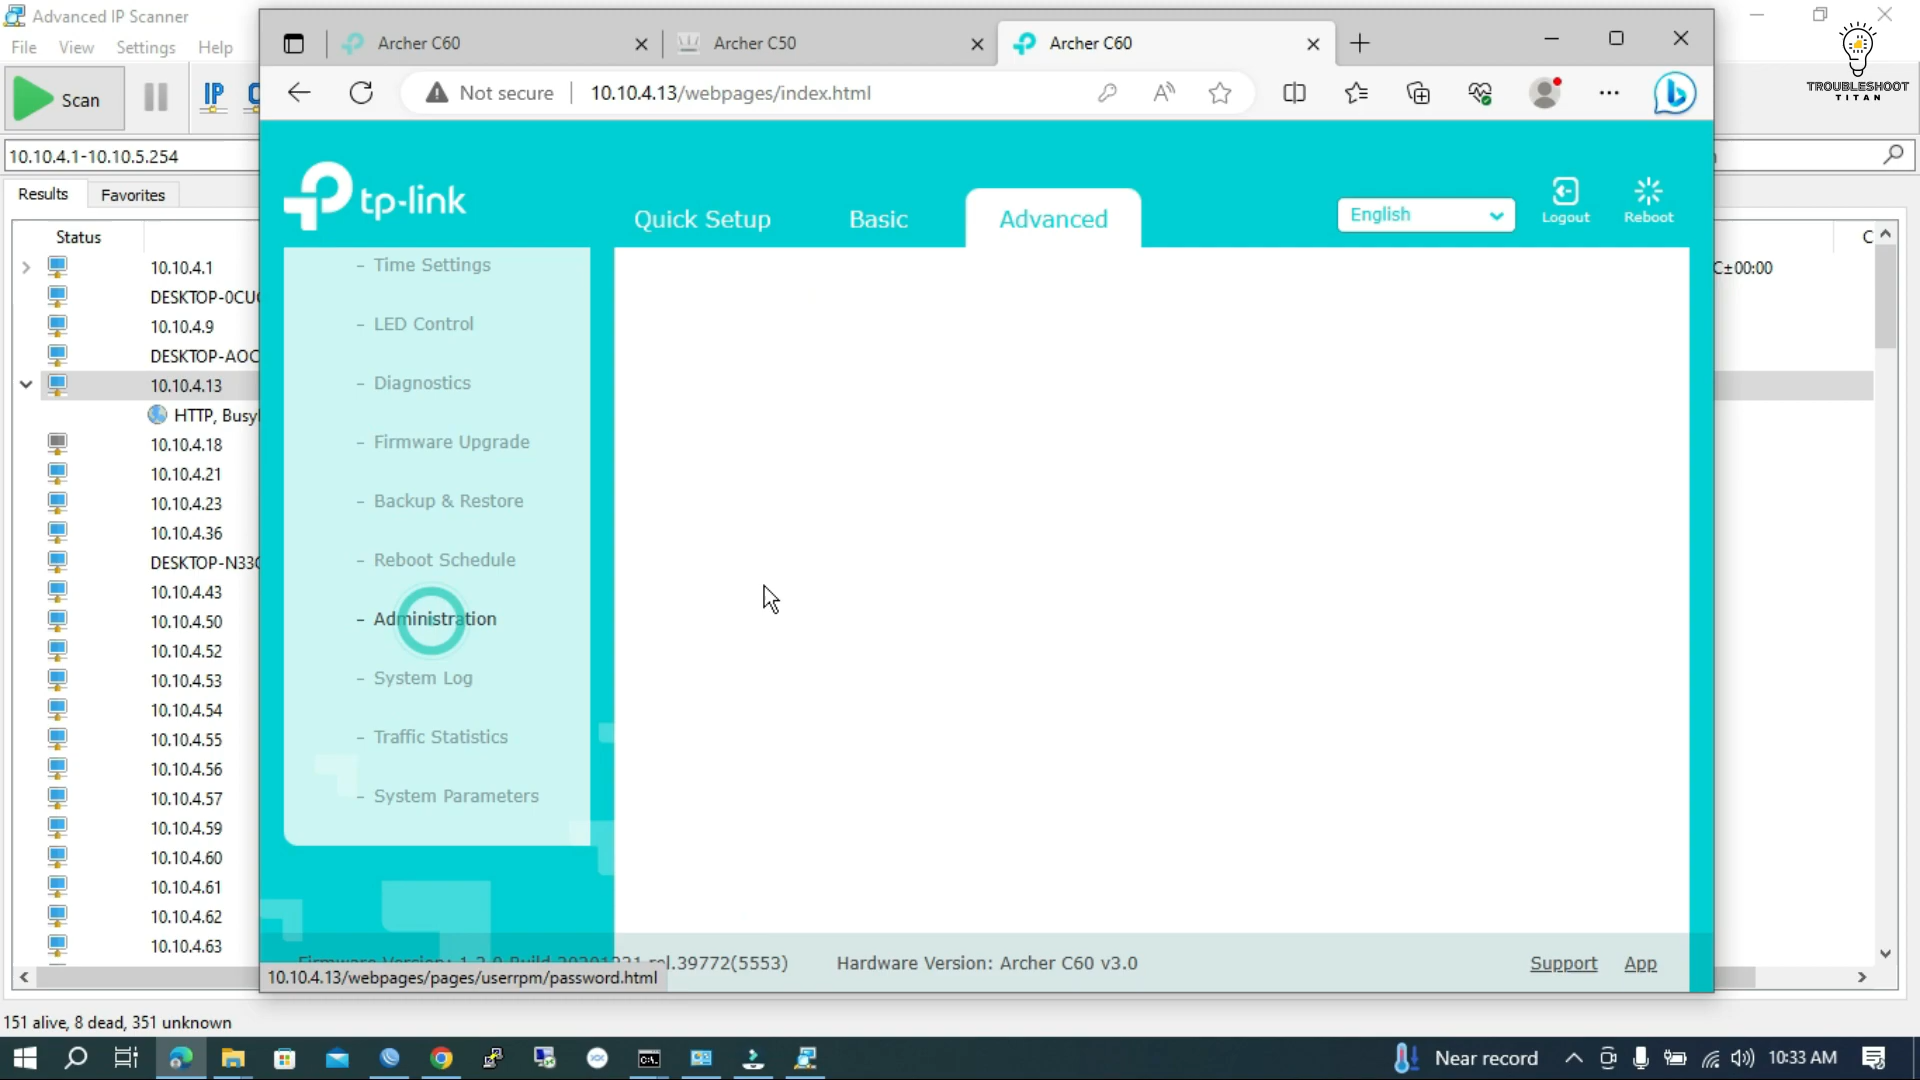 Advanced IP Scanner
File View Settings Help
Scan
IP
10.10.4.1-10.10.5.254
Results Favorites
Status
10.10.4.1
DESKTOP-0CU
10.10.4.9
DESKTOP-AOC
10.10.4.13
HTTP, Busy
10.10.4.18
10.10.4.21
10.10.4.23
10.10.4.36
DESKTOP-N33
10.10.4.43
10.10.4.50
10.10.4.52
10.10.4.53
10.10.4.54
10.10.4.55
10.10.4.56
10.10.4.57
10.10.4.59
10.10.4.60
10.10.4.61
10.10.4.62
10.10.4.63
151 alive, 8 dead, 351 unknown
C
C±00:00
Archer C60
Archer C50
Archer C60
Not secure 10.10.4.13/webpages/index.html
tp-link
Quick Setup Basic Advanced
English
Logout
Reboot
- Time Settings
- LED Control
- Diagnostics
- Firmware Upgrade
- Backup & Restore
- Reboot Schedule
- Administration
- System Log
- Traffic Statistics
- System Parameters
Firmware Version: 1.2.0 Build rel.39772(5553) Hardware Version: Archer C60 v3.0
Support App
10.10.4.13/webpages/pages/userrpm/password.html
TROUBLESHOOT
TITAN
Near record
10:33 AM